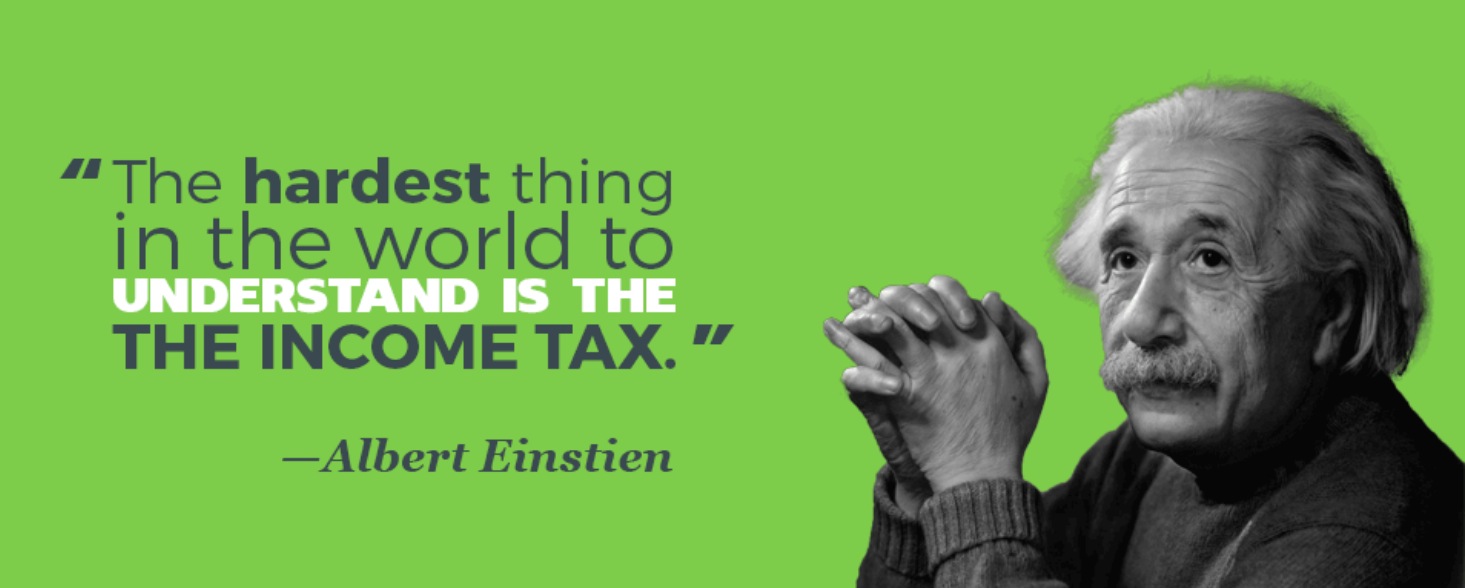 “The hardest thing
in the world to
UNDERSTAND IS THE
THE INCOME TAX.”
—Albert Einstien